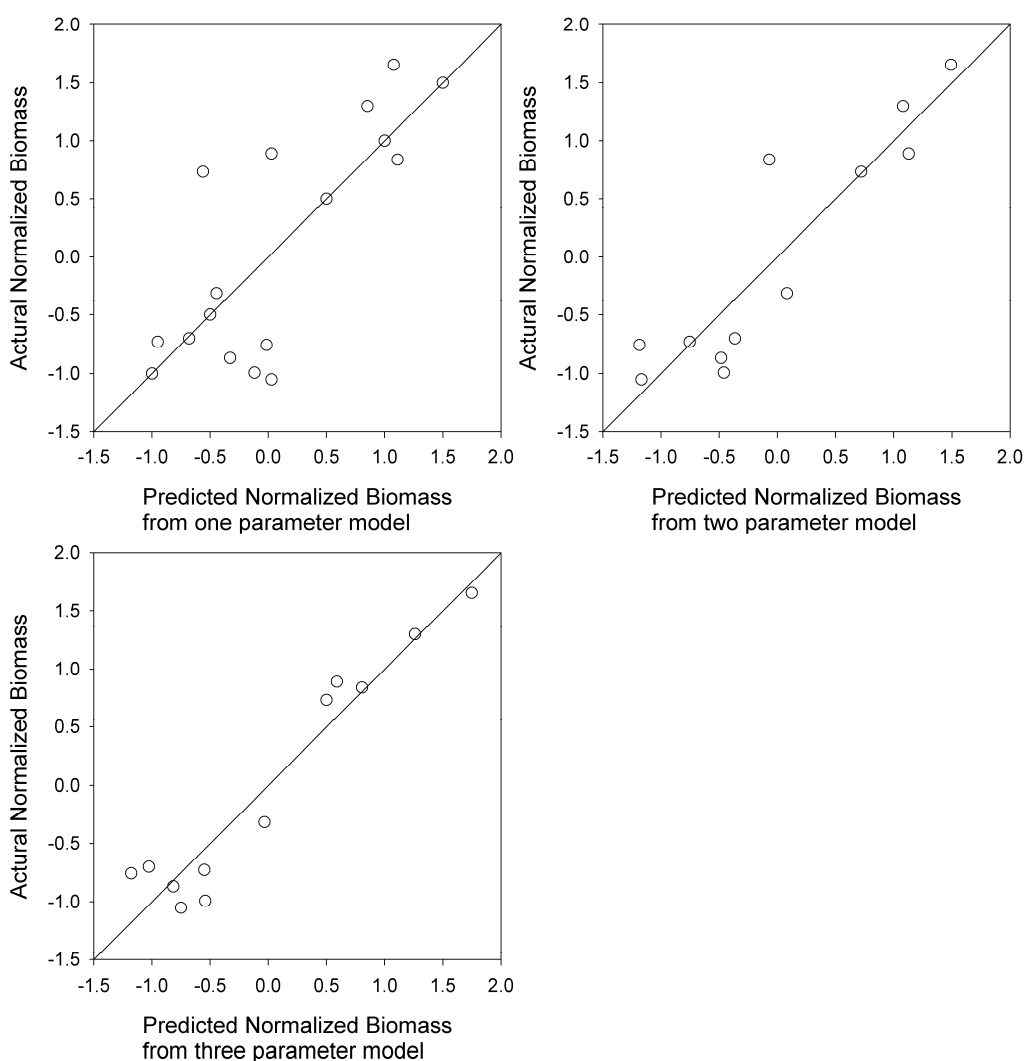 2.0
1.5
1.0
0.5
0.0
-0.5
-1.0
-1.5
Actural Normalized Biomass
-1.5 -1.0 -0.5 0.0 0.5 1.0 1.5 2.0
Predicted Normalized Biomass
from one parameter model
2.0
1.5
1.0
0.5
0.0
-0.5
-1.0
-1.5
Actural Normalized Biomass
-1.5 -1.0 -0.5 0.0 0.5 1.0 1.5 2.0
Predicted Normalized Biomass
from two parameter model
2.0
1.5
1.0
0.5
0.0
-0.5
-1.0
-1.5
Actural Normalized Biomass
-1.5 -1.0 -0.5 0.0 0.5 1.0 1.5 2.0
Predicted Normalized Biomass
from three parameter model